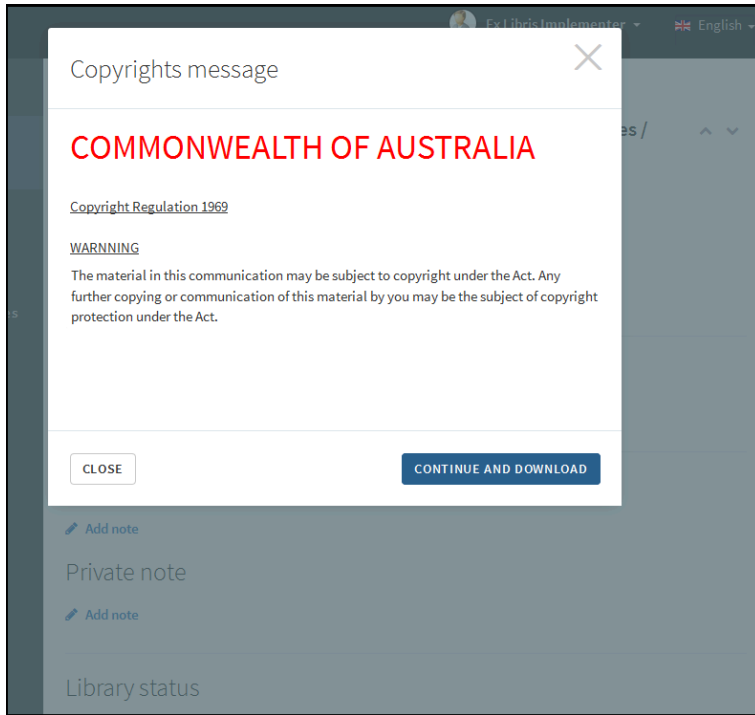 Ex Libris Implementer
English
Copyrights message
es /
COMMONWEALTH OF AUSTRALIA
Copyright Regulation 1969
WARNNING
The material in this communication may be subject to copyright under the Act. Any
further copying or communication of this material by you may be the subject of copyright
protection under the Act.
es
CLOSE
CONTINUE AND DOWNLOAD
Add note
Private note
Add note
Library status